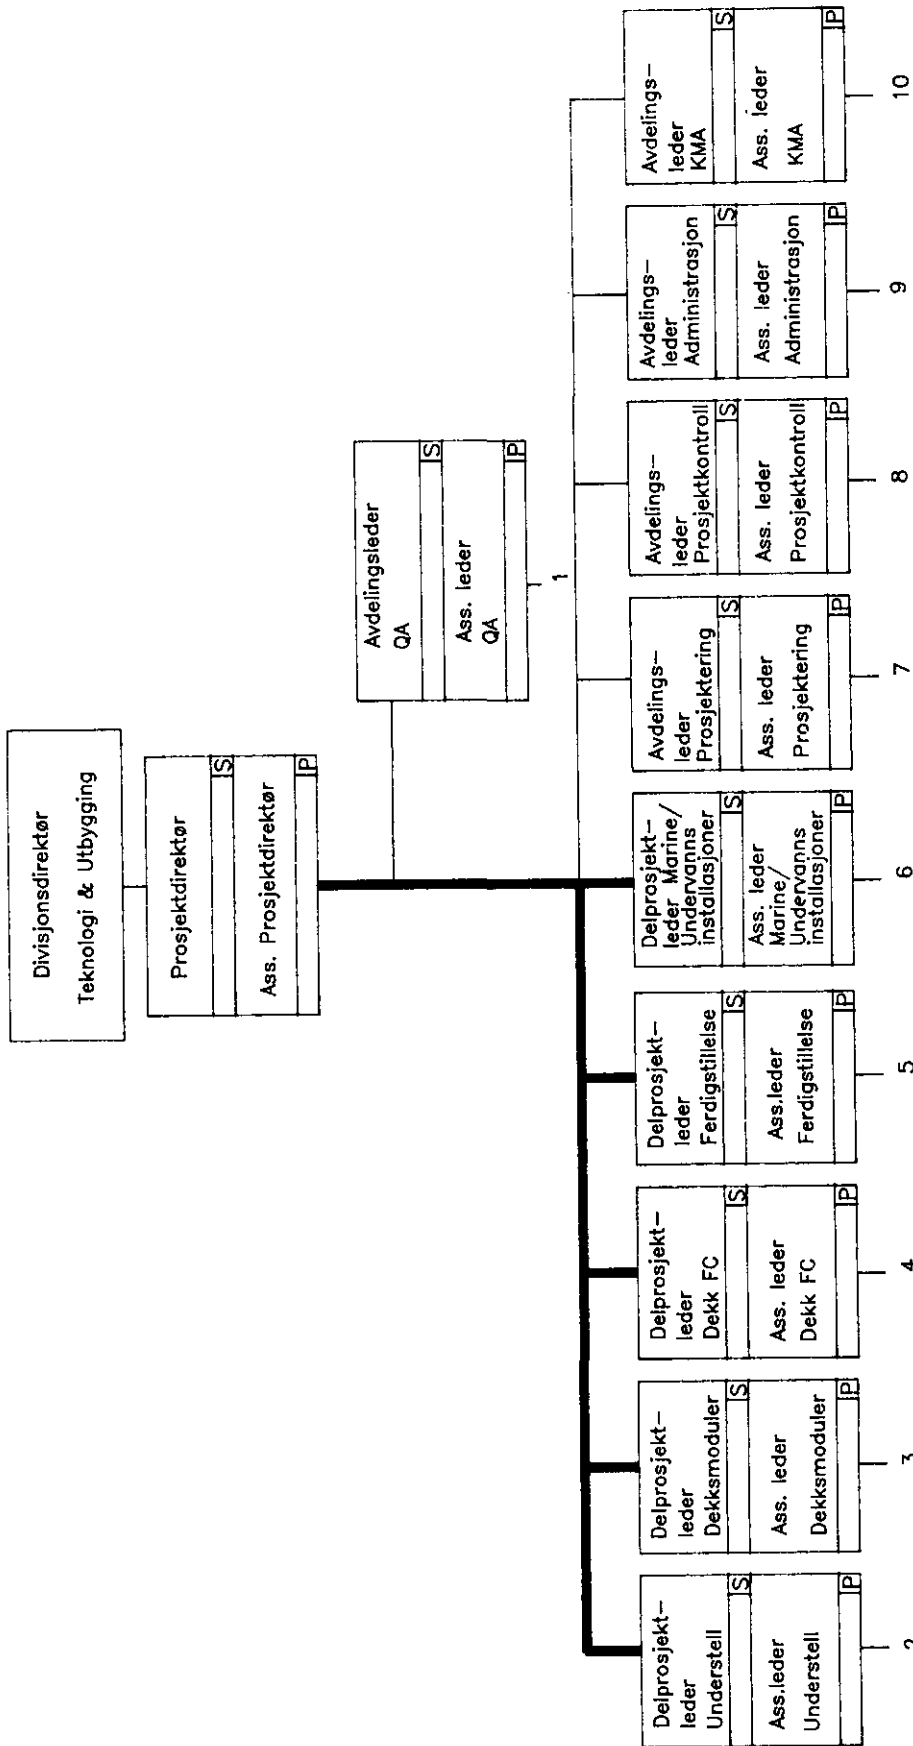 Divisjonsdirektør
Teknologi & Utbygging
Prosjektdirektør
S
Ass. Prosjektdirektør
P
Avdelingsleder
QA
S
Ass. leder
QA
P
1
Delprosjekt—
leder
Understell
S
Ass.leder
Understell
P
2
Delprosjekt—
leder
Dekksmoduler
S
Ass. leder
Dekksmoduler
P
3
Delprosjekt—
leder
Dekk FC
S
Ass. leder
Dekk FC
P
4
Delprosjekt—
leder
Ferdigstillelse
S
Ass.leder
Ferdigstillelse
P
5
Delprosjekt—
leder Marine/
Undervanns
installasjoner
S
Ass. leder
Marine/
Undervanns
installasjoner
P
6
Avdelings—
leder
Prosjektering
S
Ass. leder
Prosjektering
P
7
Avdelings—
leder
Prosjektkontroll
S
Ass. leder
Prosjektkontroll
P
8
Avdelings—
leder
Administrasjon
S
Ass. leder
Administrasjon
P
9
Avdelings—
leder
KMA
S
Ass. leder
KMA
P
10